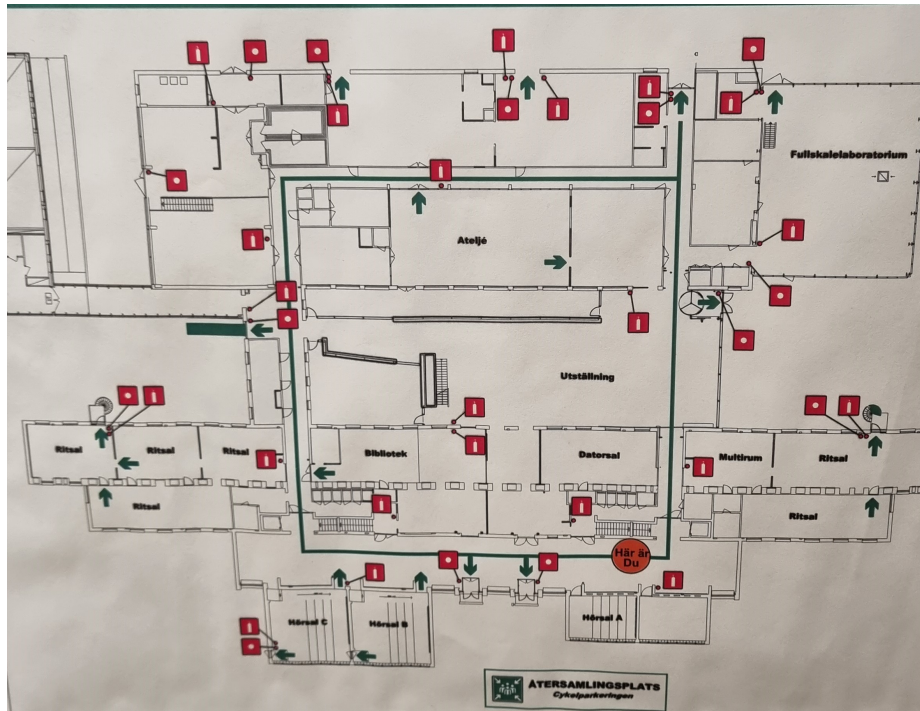 Fullskalelaboratorium
Ateljé
Utställning
Ritsal
Ritsal
Ritsal
Bibliotek
Datorsal
Multirum
Ritsal
Ritsal
Ritsal
Här är
Du
Hörsal C
Hörsal B
Hörsal A
ÅTERSAMLINGSPLATS
Cykelparkeringen